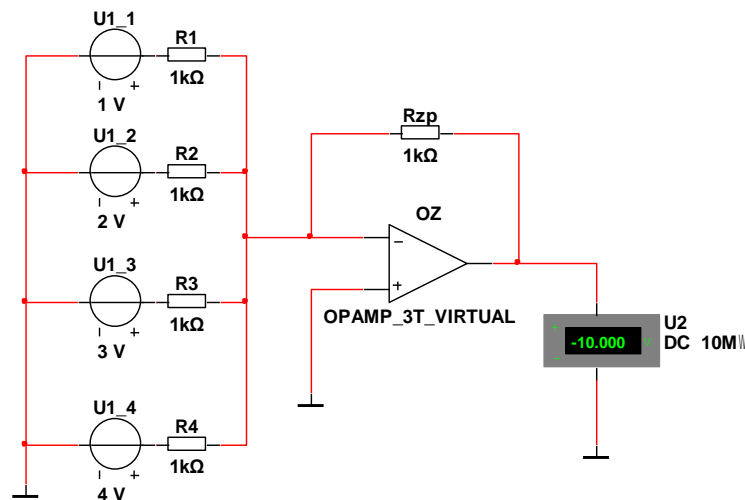 U1_1
R1
1kΩ
1 V
U1_2
R2
1kΩ
2 V
U1_3
R3
1kΩ
3 V
U1_4
R4
1kΩ
4 V
Rzp
1kΩ
OZ
OPAMP_3T_VIRTUAL
U2
-10.000 V
DC 10MW